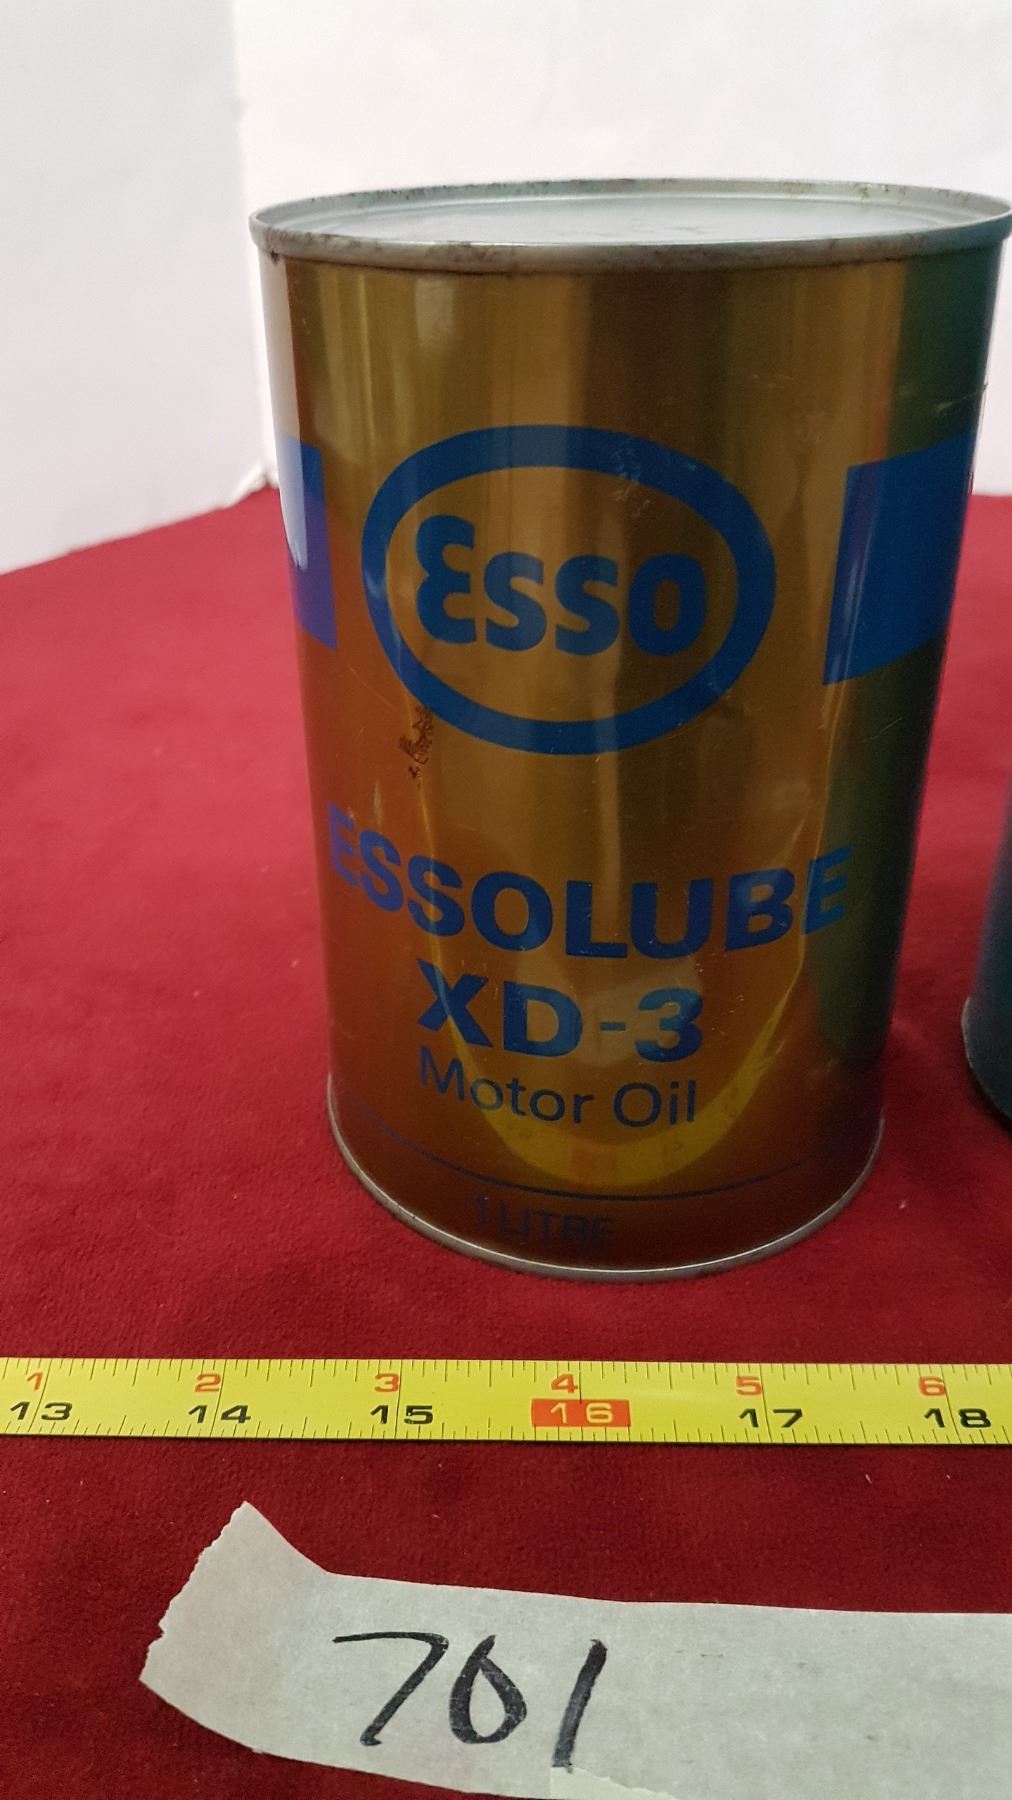 Esso
ESSOLUBE
XD-3
Motor Oil
1 LITRE
1 2 3 4 5 6
13 14 15 16 17 18
701